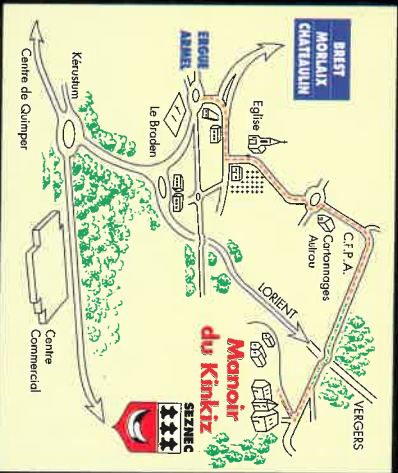 BREST
MORLAIX
CHATEAULIN
ERGUE
ARMEL
Eglise
Le Braden
Kérustum
Centre de Quimper
C.F.P.A.
Cartonnages
Autrou
LORIENT
VERGERS
Manoir
du Kinkiz
SEZNEC
Centre
Commercial